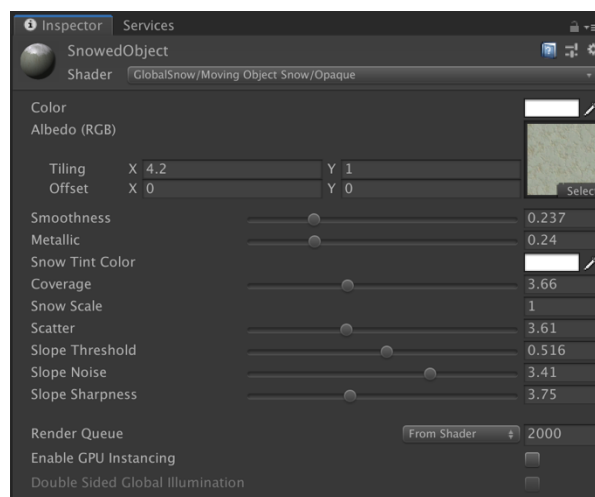 Inspector Services
SnowedObject
Shader GlobalSnow/Moving Object Snow/Opaque
Color
Albedo (RGB)
Tiling X 4.2 Y 1
Offset X 0 Y 0
Select
Smoothness 0.237
Metallic 0.24
Snow Tint Color
Coverage 3.66
Snow Scale 1
Scatter 3.61
Slope Threshold 0.516
Slope Noise 3.41
Slope Sharpness 3.75
Render Queue From Shader 2000
Enable GPU Instancing
Double Sided Global Illumination